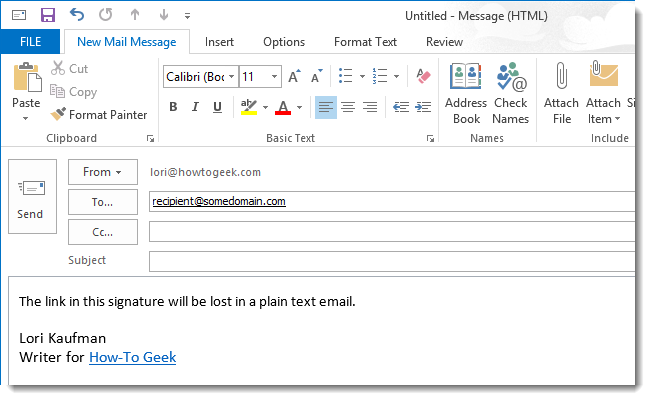 Untitled - Message (HTML)
FILE New Mail Message Insert Options Format Text Review
Cut
Copy
Format Painter
Paste
Clipboard
Calibri (Boc 11 A A
B I U ab A
Basic Text
Address Book
Check Names
Names
Attach File
Attach Item
Include
From lori@howtogeek.com
Send
To... recipient@somedomain.com
Cc...
Subject
The link in this signature will be lost in a plain text email.
Lori Kaufman
Writer for How-To Geek